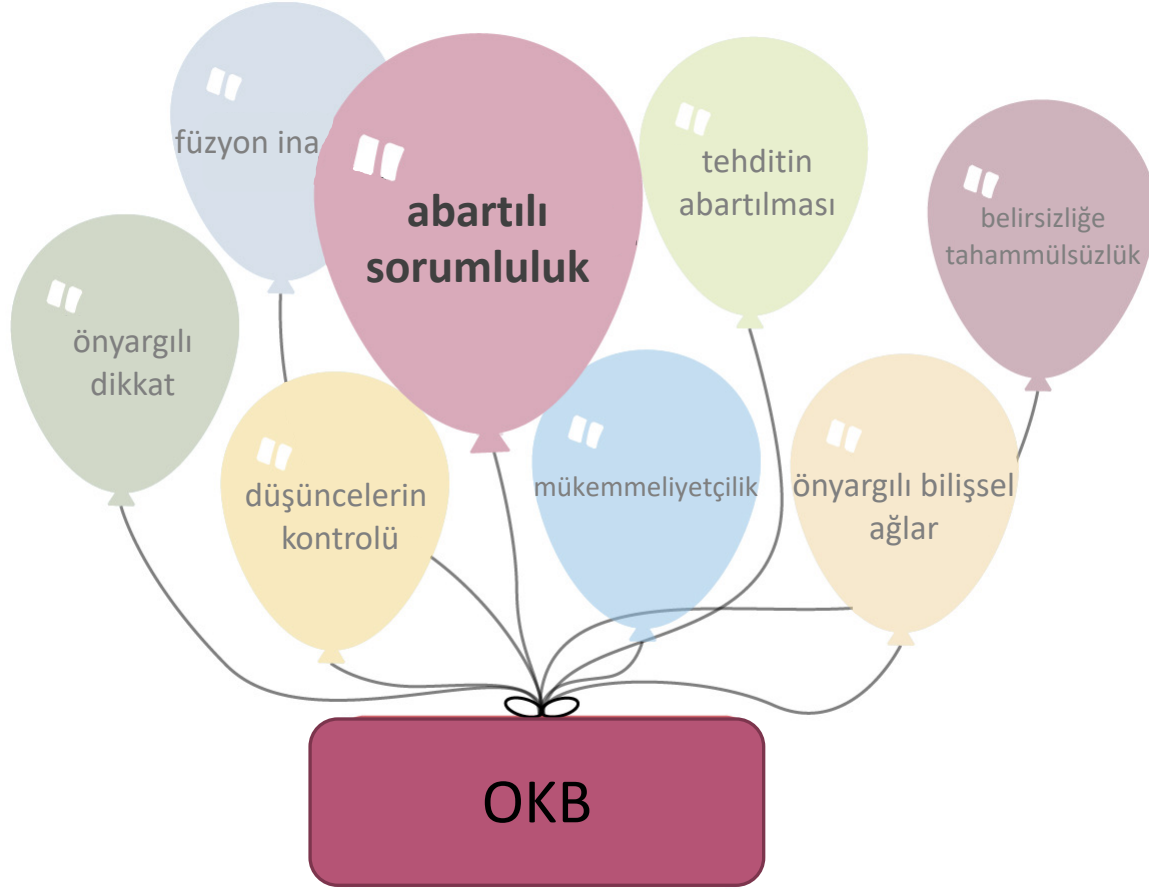 füzyon ina
abartılı
sorumluluk
tehditin
abartılması
belirsizliğe
tahammülsüzlük
önyargılı
dikkat
düşüncelerin
kontrolü
mükemmeliyetçilik
önyargılı bilişsel
ağlar
OKB